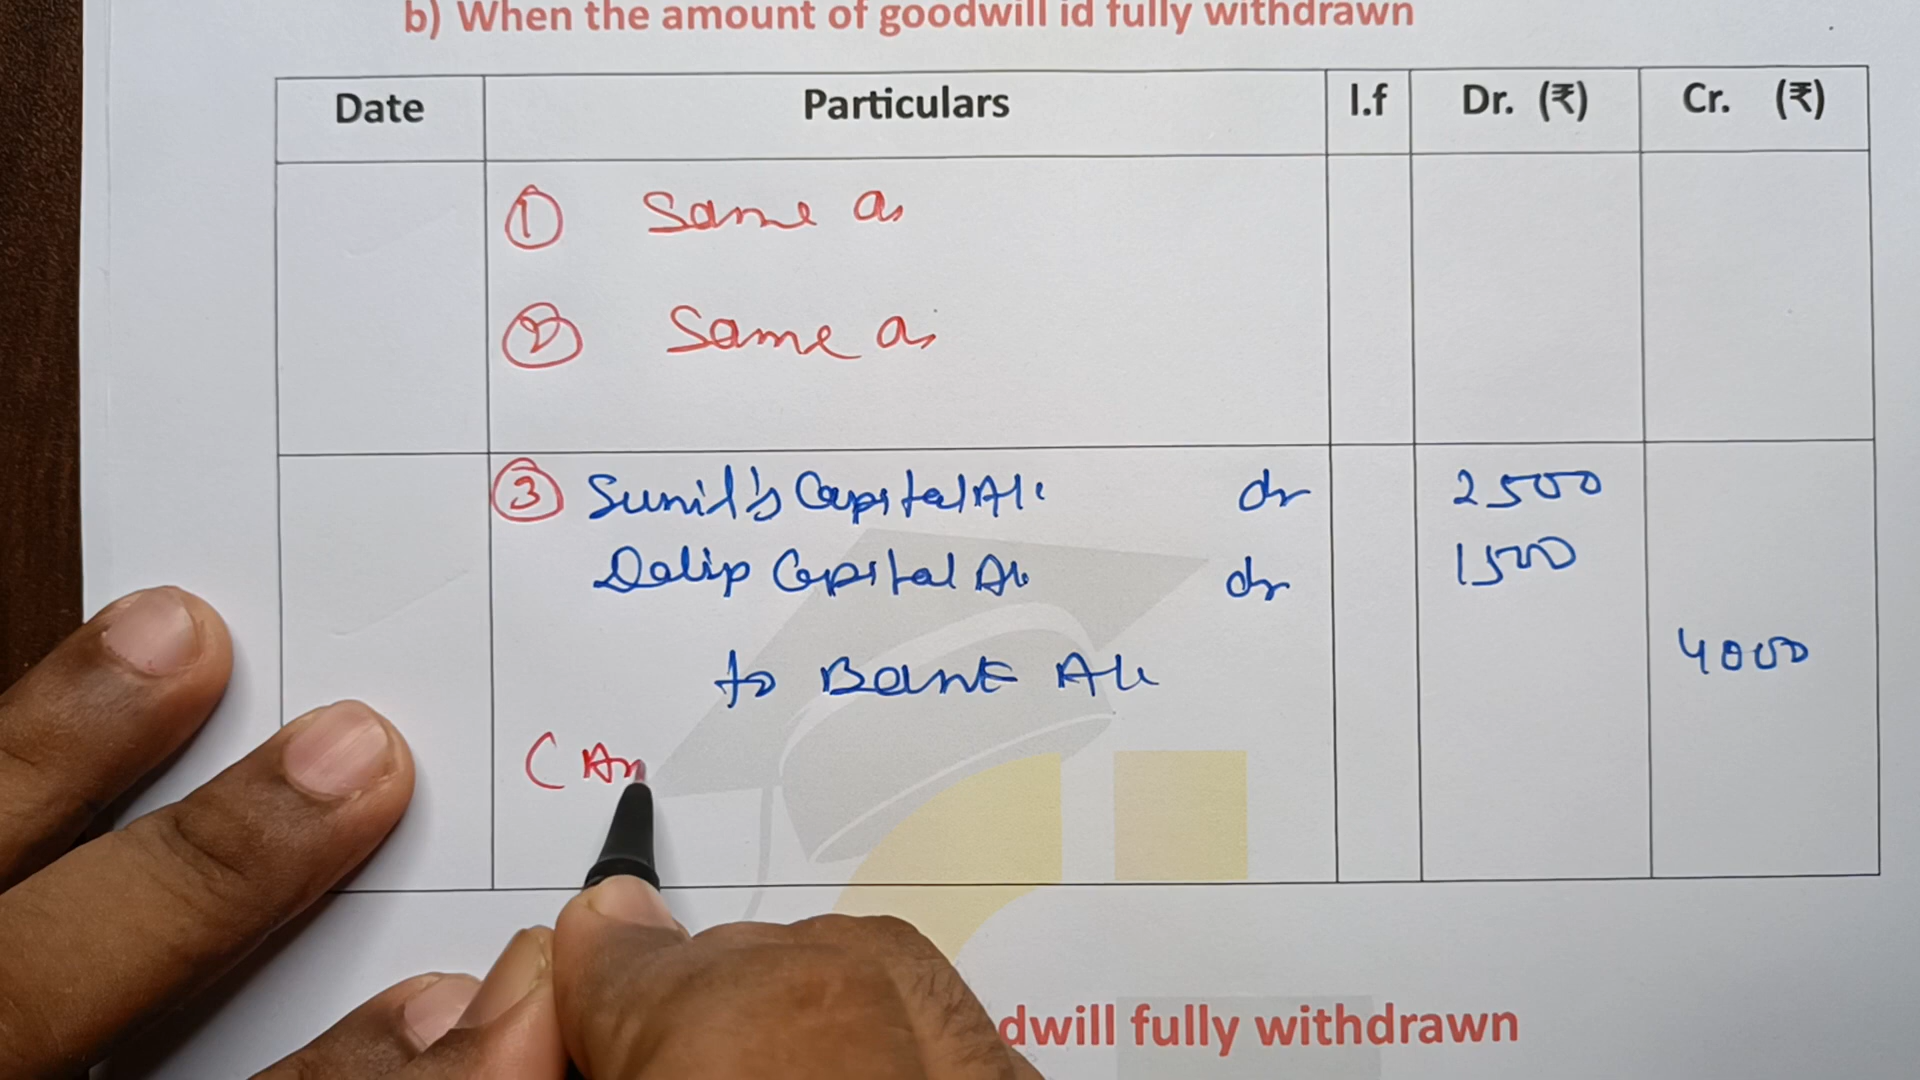 b) When the amount of goodwill id fully withdrawn
Date Particulars l.f Dr. (₹) Cr. (₹)
① Same as
② Same as
③ Sunil's Capital A/c dr 2500
Dalip Capital A/c dr 1500
to Bank A/c 4000
( Am
dwill fully withdrawn